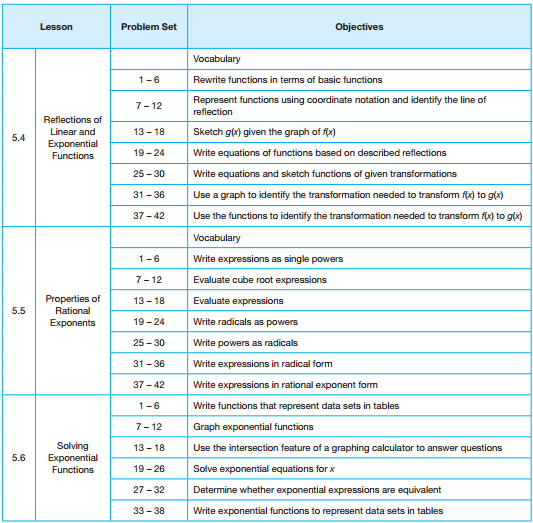 Lesson Problem Set Objectives
5.4 Reflections of Linear and Exponential Functions
Vocabulary
1 – 6 Rewrite functions in terms of basic functions
7 – 12 Represent functions using coordinate notation and identify the line of
reflection
13 – 18 Sketch g(x) given the graph of f(x)
19 – 24 Write equations of functions based on described reflections
25 – 30 Write equations and sketch functions of given transformations
31 – 36 Use a graph to identify the transformation needed to transform f(x) to g(x)
37 – 42 Use the functions to identify the transformation needed to transform f(x) to g(x)
5.5 Properties of Rational Exponents
Vocabulary
1 – 6 Write expressions as single powers
7 – 12 Evaluate cube root expressions
13 – 18 Evaluate expressions
19 – 24 Write radicals as powers
25 – 30 Write powers as radicals
31 – 36 Write expressions in radical form
37 – 42 Write expressions in rational exponent form
5.6 Solving Exponential Functions
1 – 6 Write functions that represent data sets in tables
7 – 12 Graph exponential functions
13 – 18 Use the intersection feature of a graphing calculator to answer questions
19 – 26 Solve exponential equations for x
27 – 32 Determine whether exponential expressions are equivalent
33 – 38 Write exponential functions to represent data sets in tables